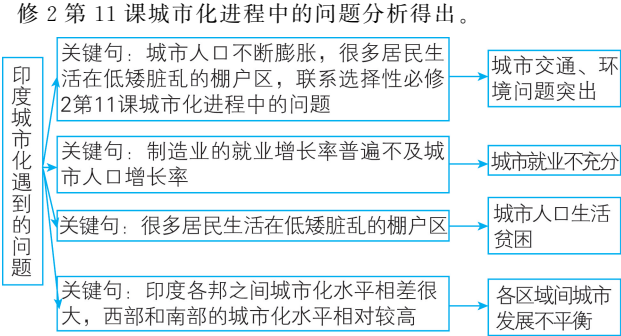 修 2 第 11 课城市化进程中的问题分析得出。
印度城市化遇到的问题
关键句：城市人口不断膨胀，很多居民生
活在低矮脏乱的棚户区，联系选择性必修
2第11课城市化进程中的问题
城市交通、环
境问题突出
关键句：制造业的就业增长率普遍不及城
市人口增长率
城市就业不充分
关键句：很多居民生活在低矮脏乱的棚户区
城市人口生活
贫困
关键句：印度各邦之间城市化水平相差很
大，西部和南部的城市化水平相对较高
各区域间城市
发展不平衡